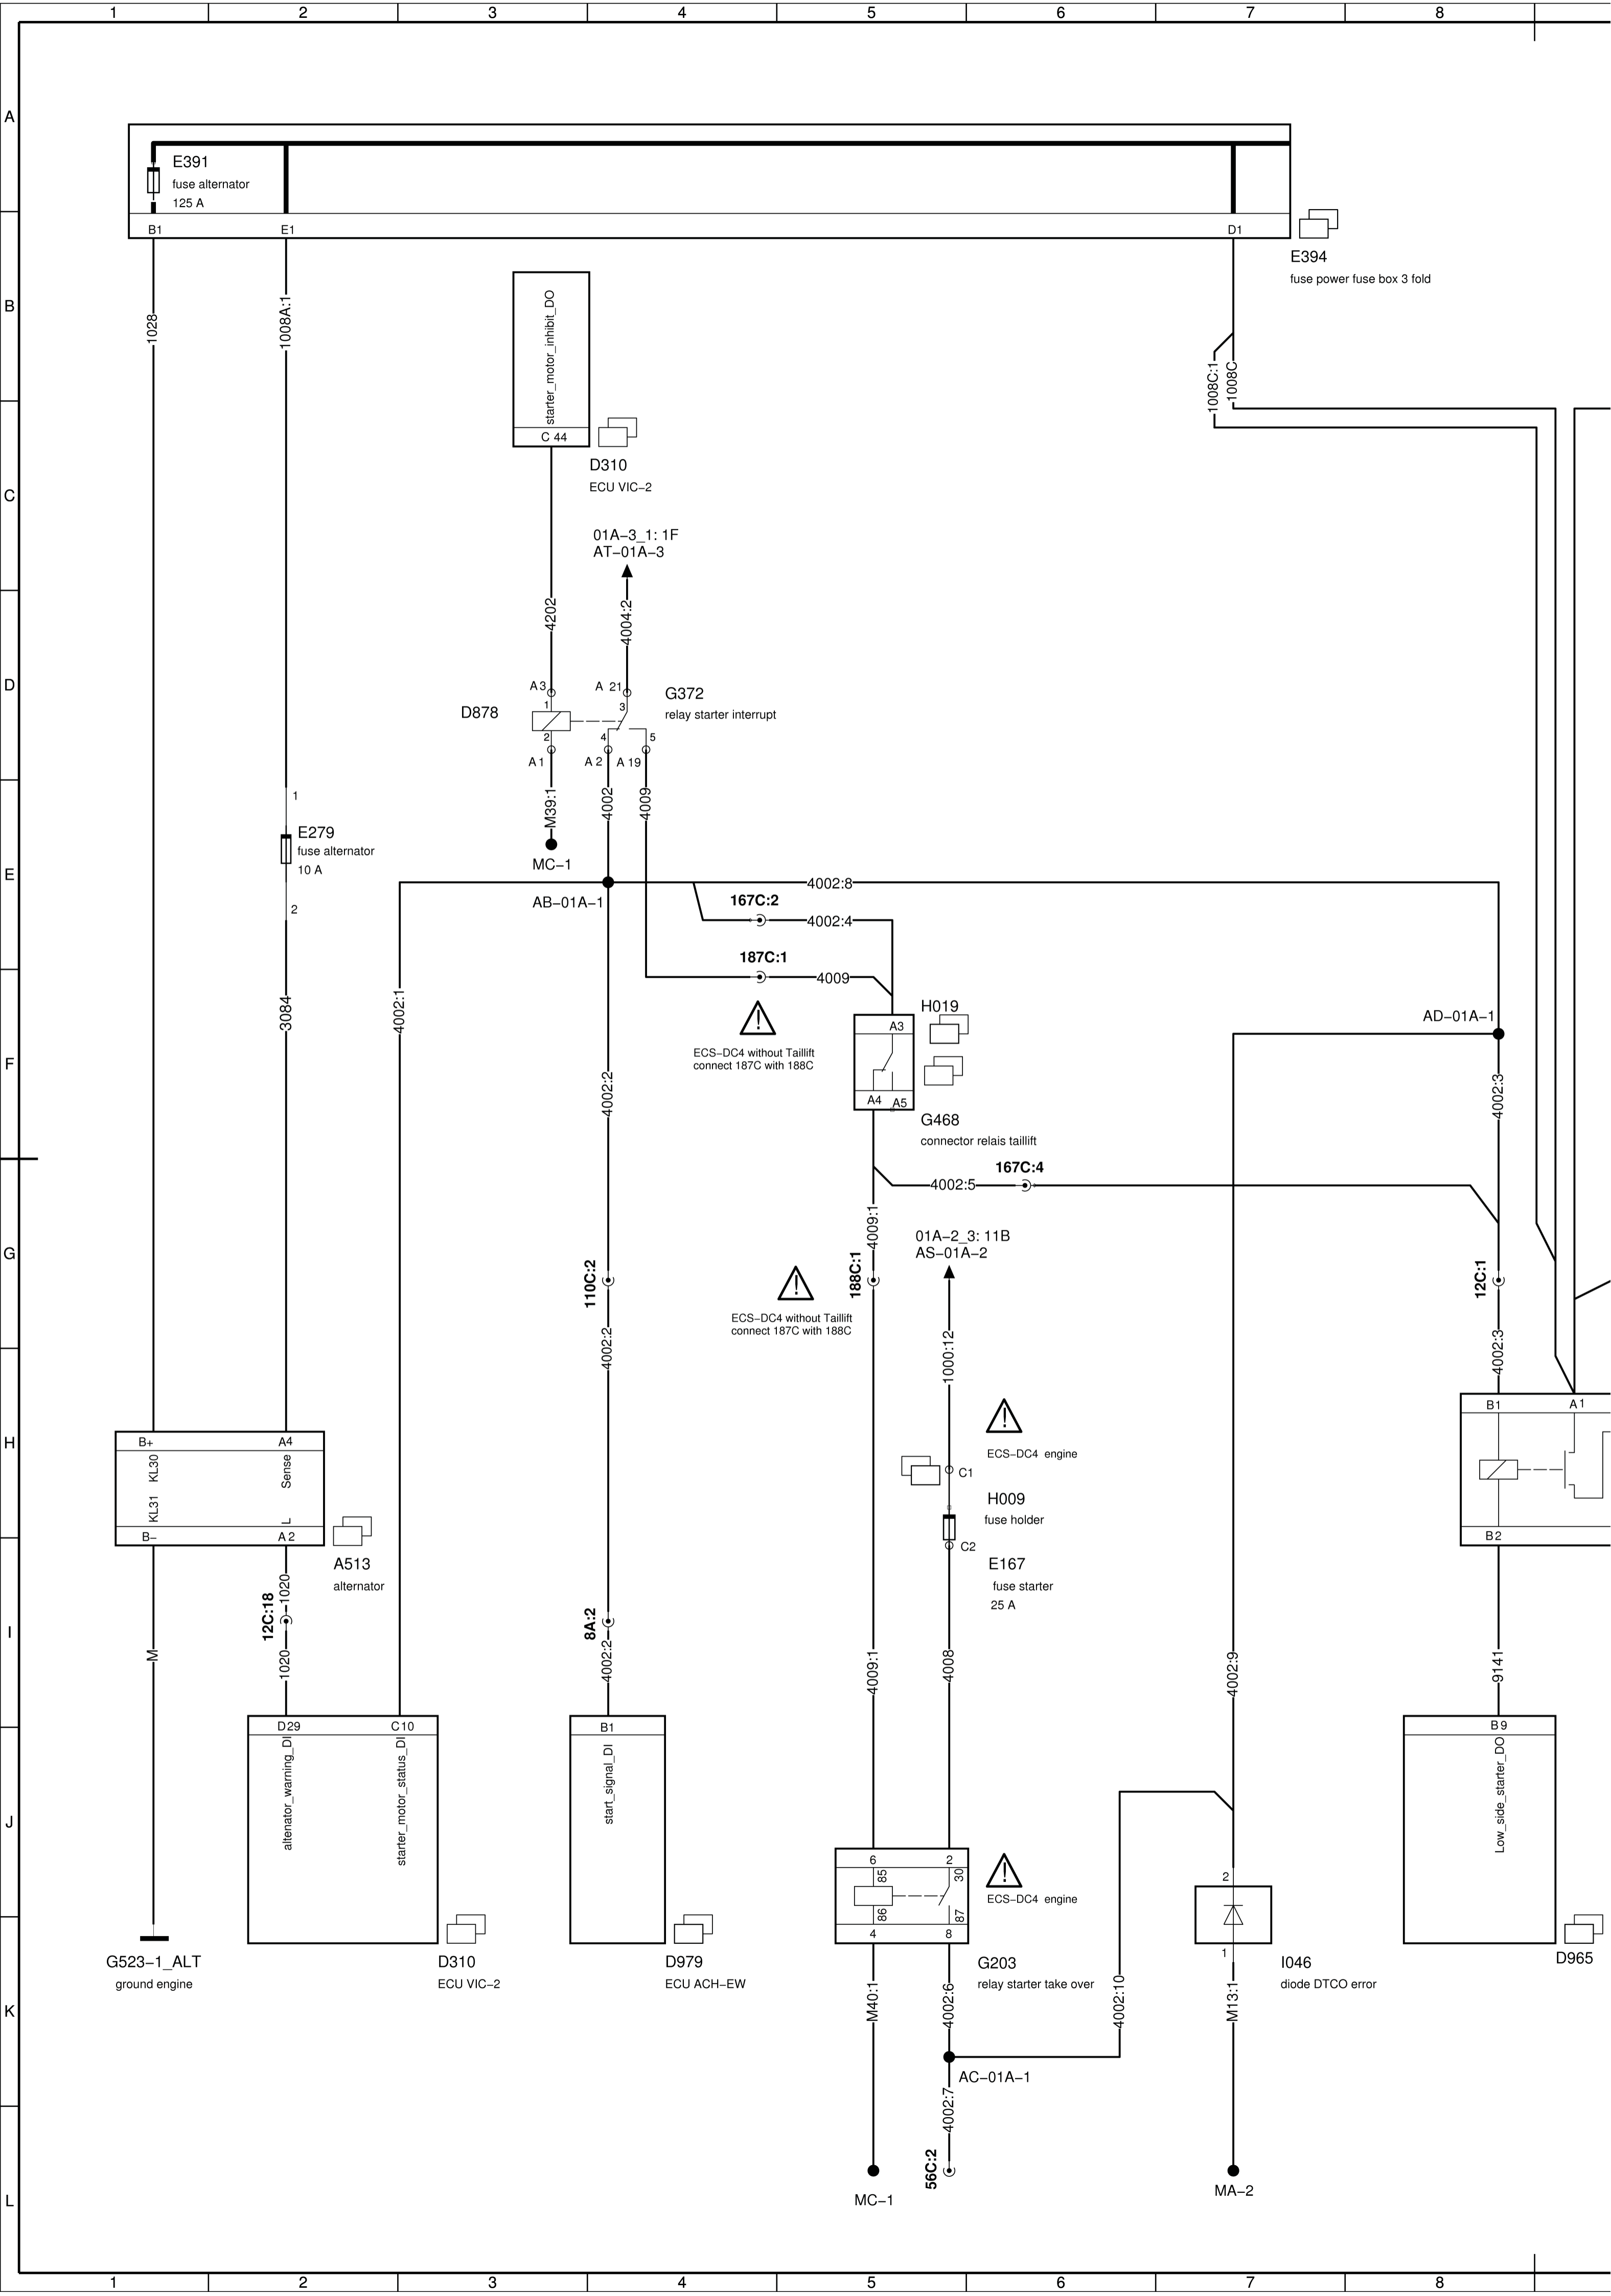 1 2 3 4 5 6 7 8
A
E391
fuse alternator
125 A
B1 E1 D1
E394
fuse power fuse box 3 fold
B
1028
1008A:1
starter_motor_inhibit_DO
1008C:1
1008C
C 44
D310
ECU VIC-2
C
01A-3_1: 1F
AT-01A-3
4202
4004:2
D
A 3
A 21
1
3
G372
relay starter interrupt
D878
2
4
5
A 1
A 2
A 19
M39:1
4002
4009
1
E279
fuse alternator
10 A
2
MC-1
E
AB-01A-1
4002:8
167C:2
4002:4
187C:1
4009
3084
4002:1
H019
A3
AD-01A-1
ECS-DC4 without Taillift
connect 187C with 188C
F
4002:2
4002:3
A4
A5
G468
connector relais taillift
167C:4
4002:5
4009:1
01A-2_3: 11B
AS-01A-2
G
110C:2
188C:1
12C:1
ECS-DC4 without Taillift
connect 187C with 188C
4002:2
1000:12
4002:3
B1
A 1
H
B+
A4
KL30
Sense
ECS-DC4 engine
C1
KL31
L
H009
fuse holder
B-
A 2
B2
C2
A513
alternator
E167
fuse starter
25 A
1020
12C:18
8A:2
I
M
1020
4002:2
4009:1
4008
4002:9
9141
D29
C10
B1
B 9
altenator_warning_DI
starter_motor_status_DI
start_signal_DI
Low_side_starter_DO
J
6
2
85
30
2
ECS-DC4 engine
86
87
4
8
1
G523-1_ALT
ground engine
D310
ECU VIC-2
D979
ECU ACH-EW
G203
relay starter take over
I046
diode DTCO error
D965
K
M40:1
4002:6
4002:10
M13:1
AC-01A-1
4002:7
56C:2
L
MC-1
MA-2
1 2 3 4 5 6 7 8